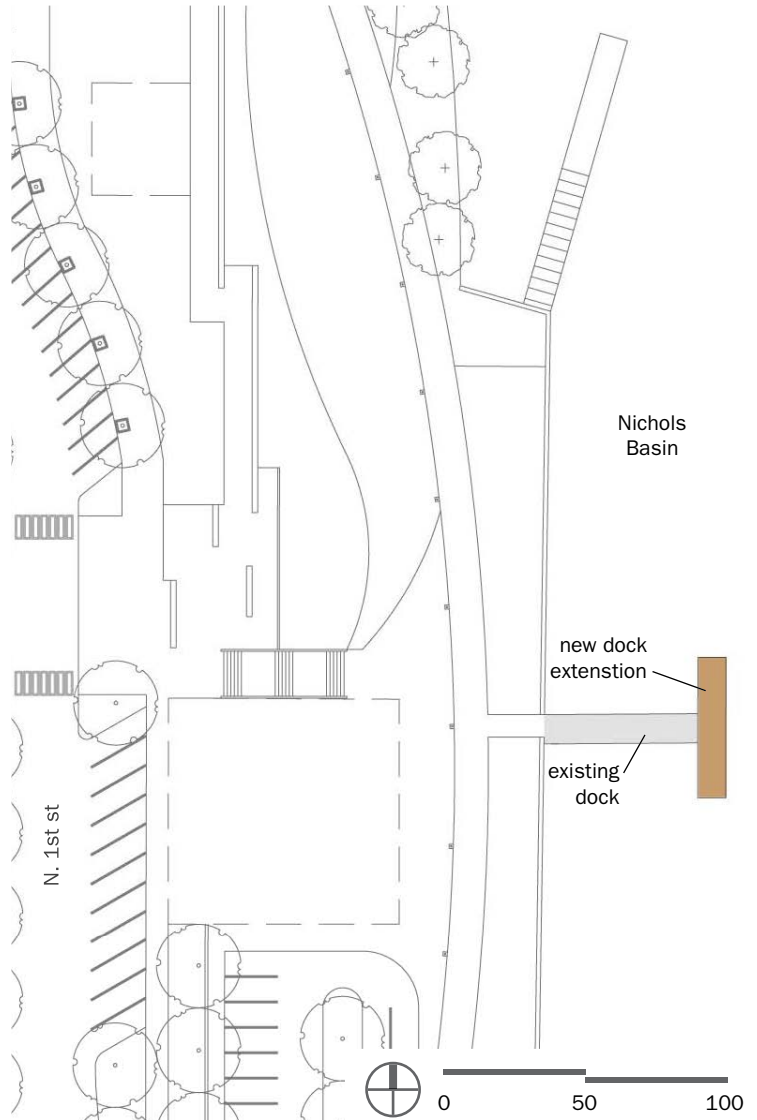 Nichols
Basin
new dock
extenstion
existing
dock
N. 1st st
0 50 100